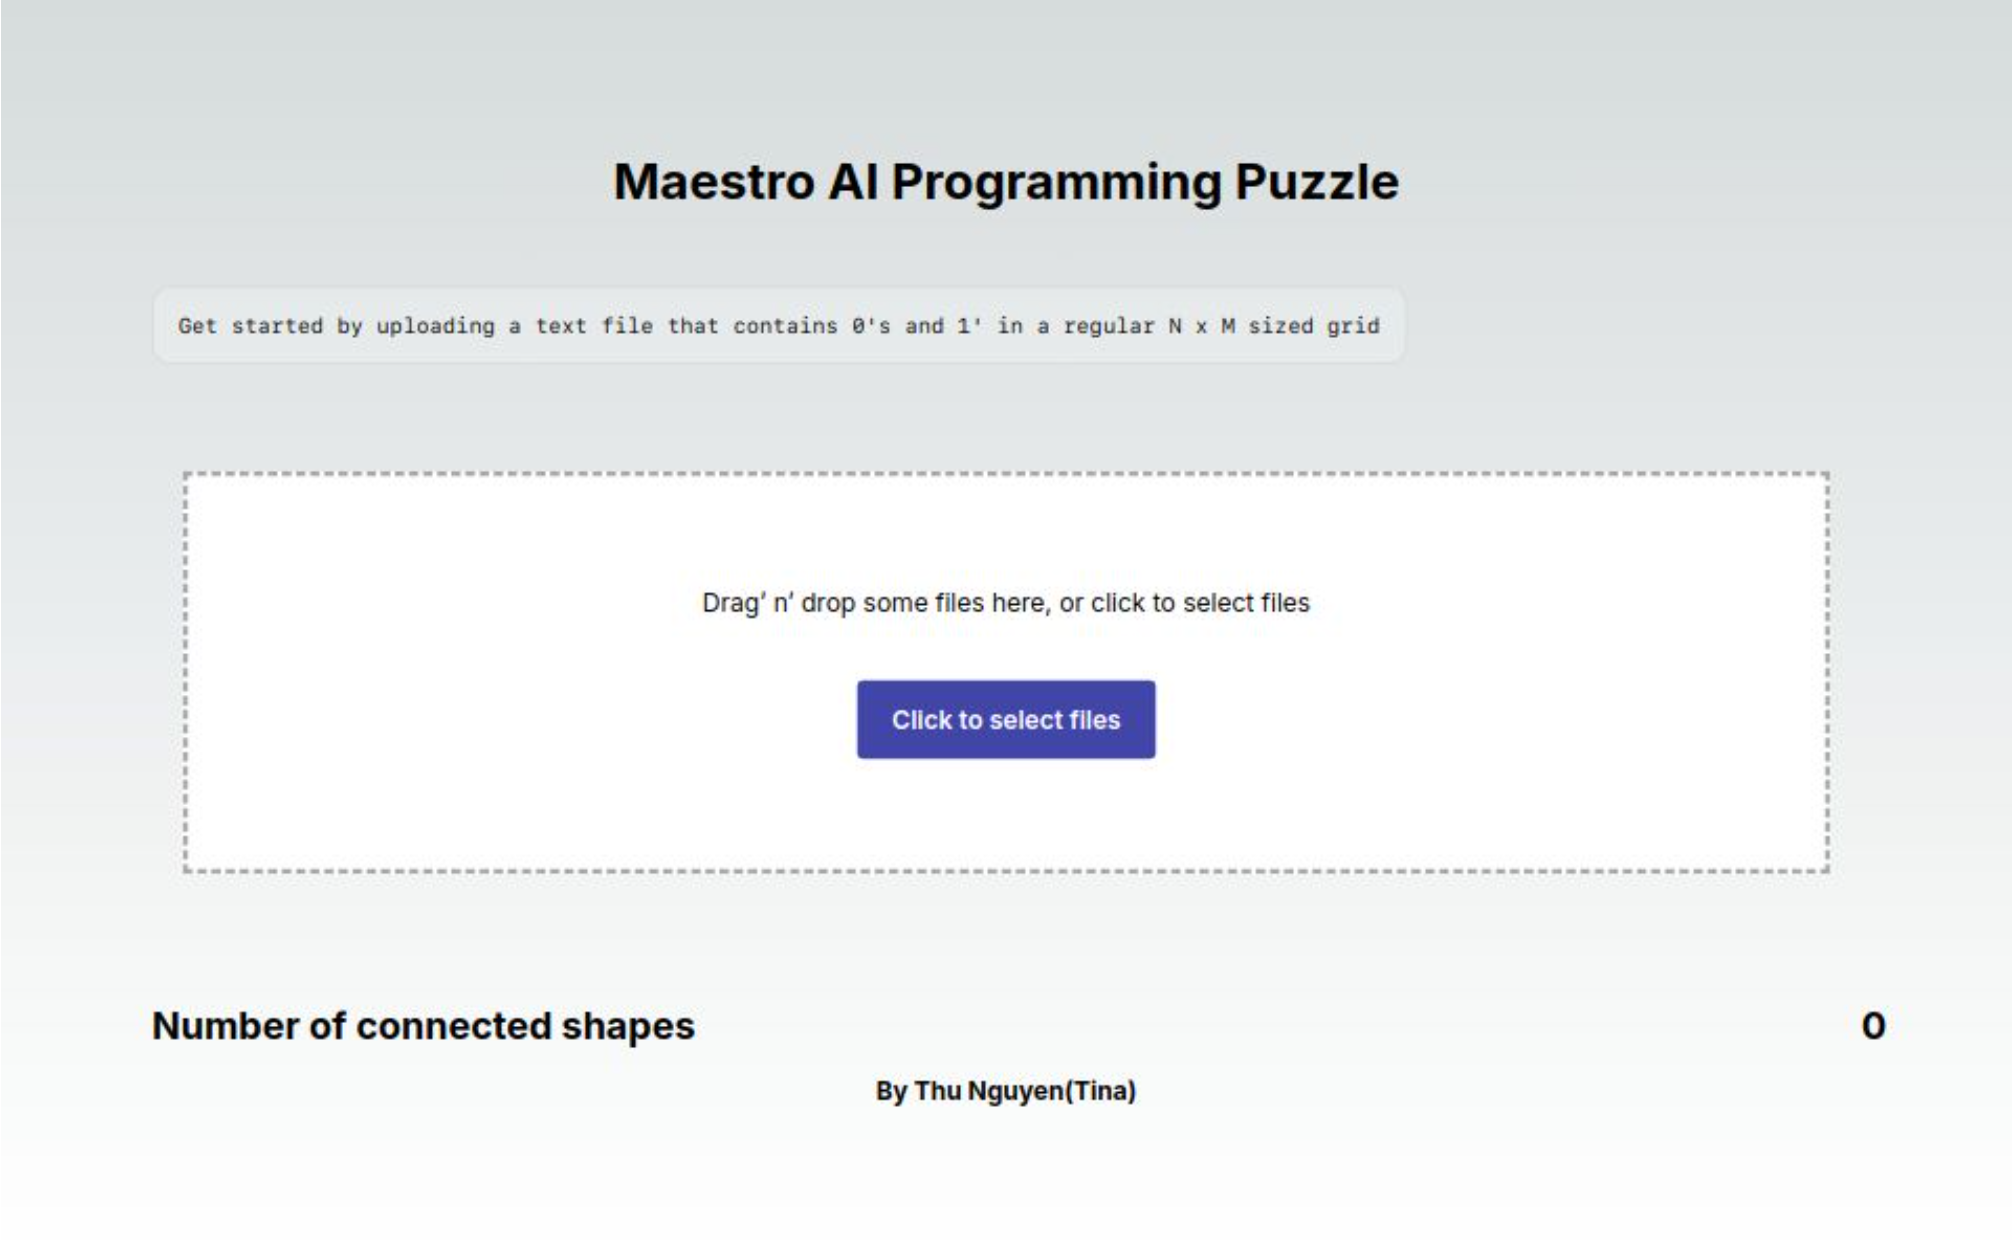 Maestro AI Programming Puzzle
Get started by uploading a text file that contains 0's and 1' in a regular N x M sized grid
Drag’ n’ drop some files here, or click to select files
Click to select files
Number of connected shapes 0
By Thu Nguyen(Tina)